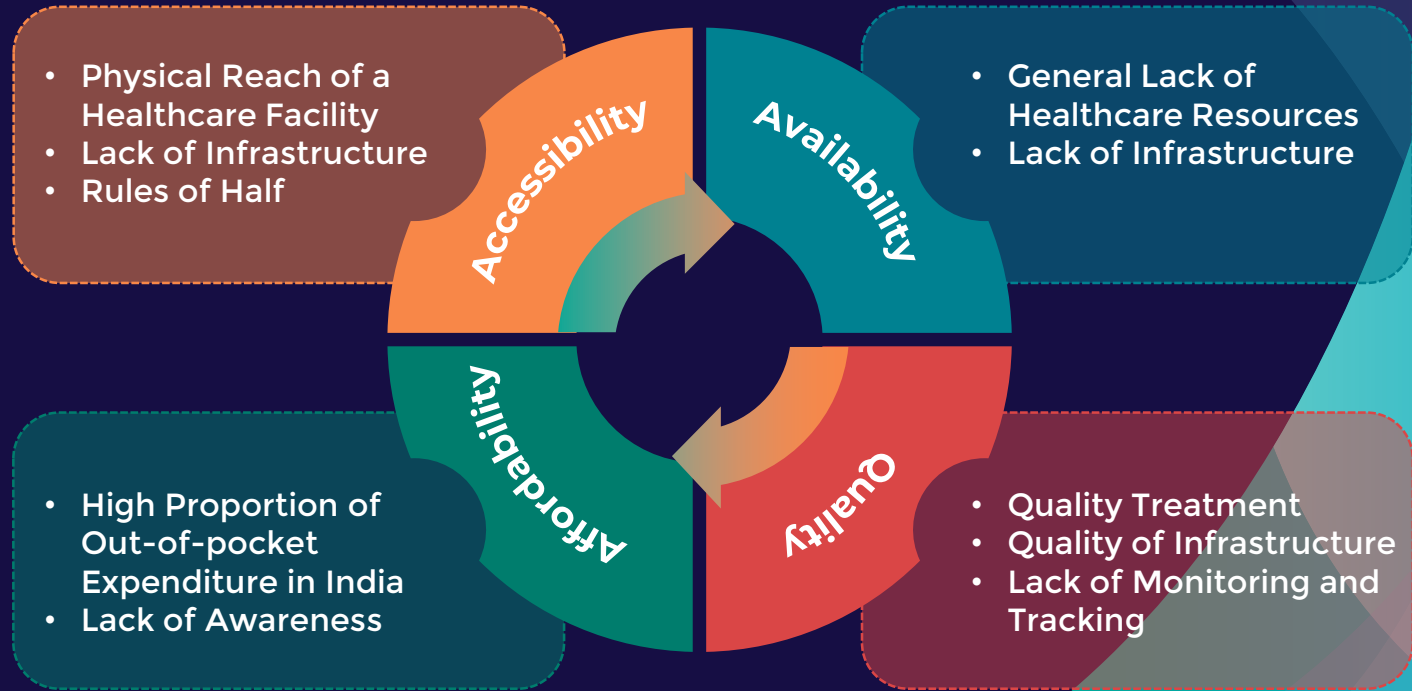 Accessibility
• Physical Reach of a
Healthcare Facility
• Lack of Infrastructure
• Rules of Half
Availability
• General Lack of
Healthcare Resources
• Lack of Infrastructure
Affordability
• High Proportion of
Out-of-pocket
Expenditure in India
• Lack of Awareness
Quality
• Quality Treatment
• Quality of Infrastructure
• Lack of Monitoring and
Tracking